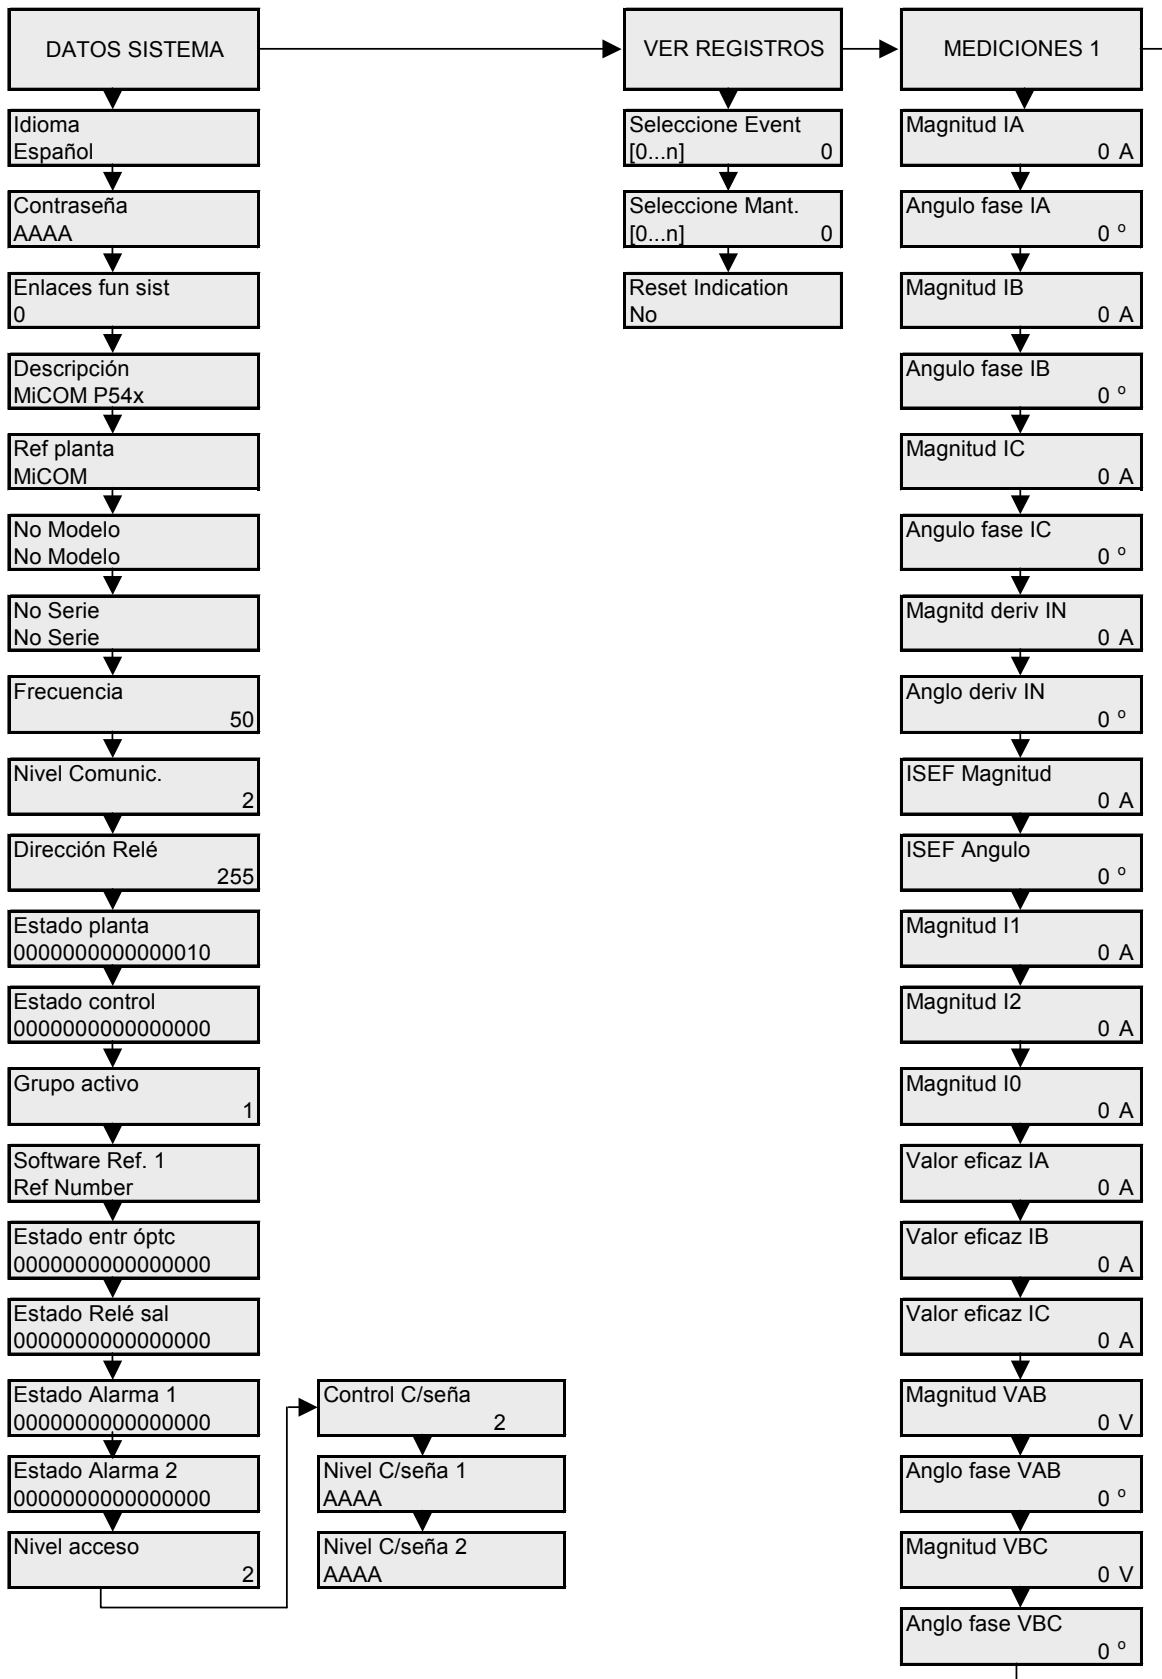 DATOS SISTEMA
Idioma
Español
Contraseña
AAAA
Enlaces fun sist
0
Descripción
MiCOM P54x
Ref planta
MiCOM
No Modelo
No Modelo
No Serie
No Serie
Frecuencia
50
Nivel Comunic.
2
Dirección Relé
255
Estado planta
0000000000000010
Estado control
0000000000000000
Grupo activo
1
Software Ref. 1
Ref Number
Estado entr óptc
0000000000000000
Estado Relé sal
0000000000000000
Estado Alarma 1
0000000000000000
Estado Alarma 2
0000000000000000
Nivel acceso
2
Control C/seña
2
Nivel C/seña 1
AAAA
Nivel C/seña 2
AAAA
VER REGISTROS
Seleccione Event
[0...n] 0
Seleccione Mant.
[0...n] 0
Reset Indication
No
MEDICIONES 1
Magnitud IA
0 A
Angulo fase IA
0 º
Magnitud IB
0 A
Angulo fase IB
0 º
Magnitud IC
0 A
Angulo fase IC
0 º
Magnitd deriv IN
0 A
Anglo deriv IN
0 º
ISEF Magnitud
0 A
ISEF Angulo
0 º
Magnitud I1
0 A
Magnitud I2
0 A
Magnitud I0
0 A
Valor eficaz IA
0 A
Valor eficaz IB
0 A
Valor eficaz IC
0 A
Magnitud VAB
0 V
Anglo fase VAB
0 º
Magnitud VBC
0 V
Anglo fase VBC
0 º